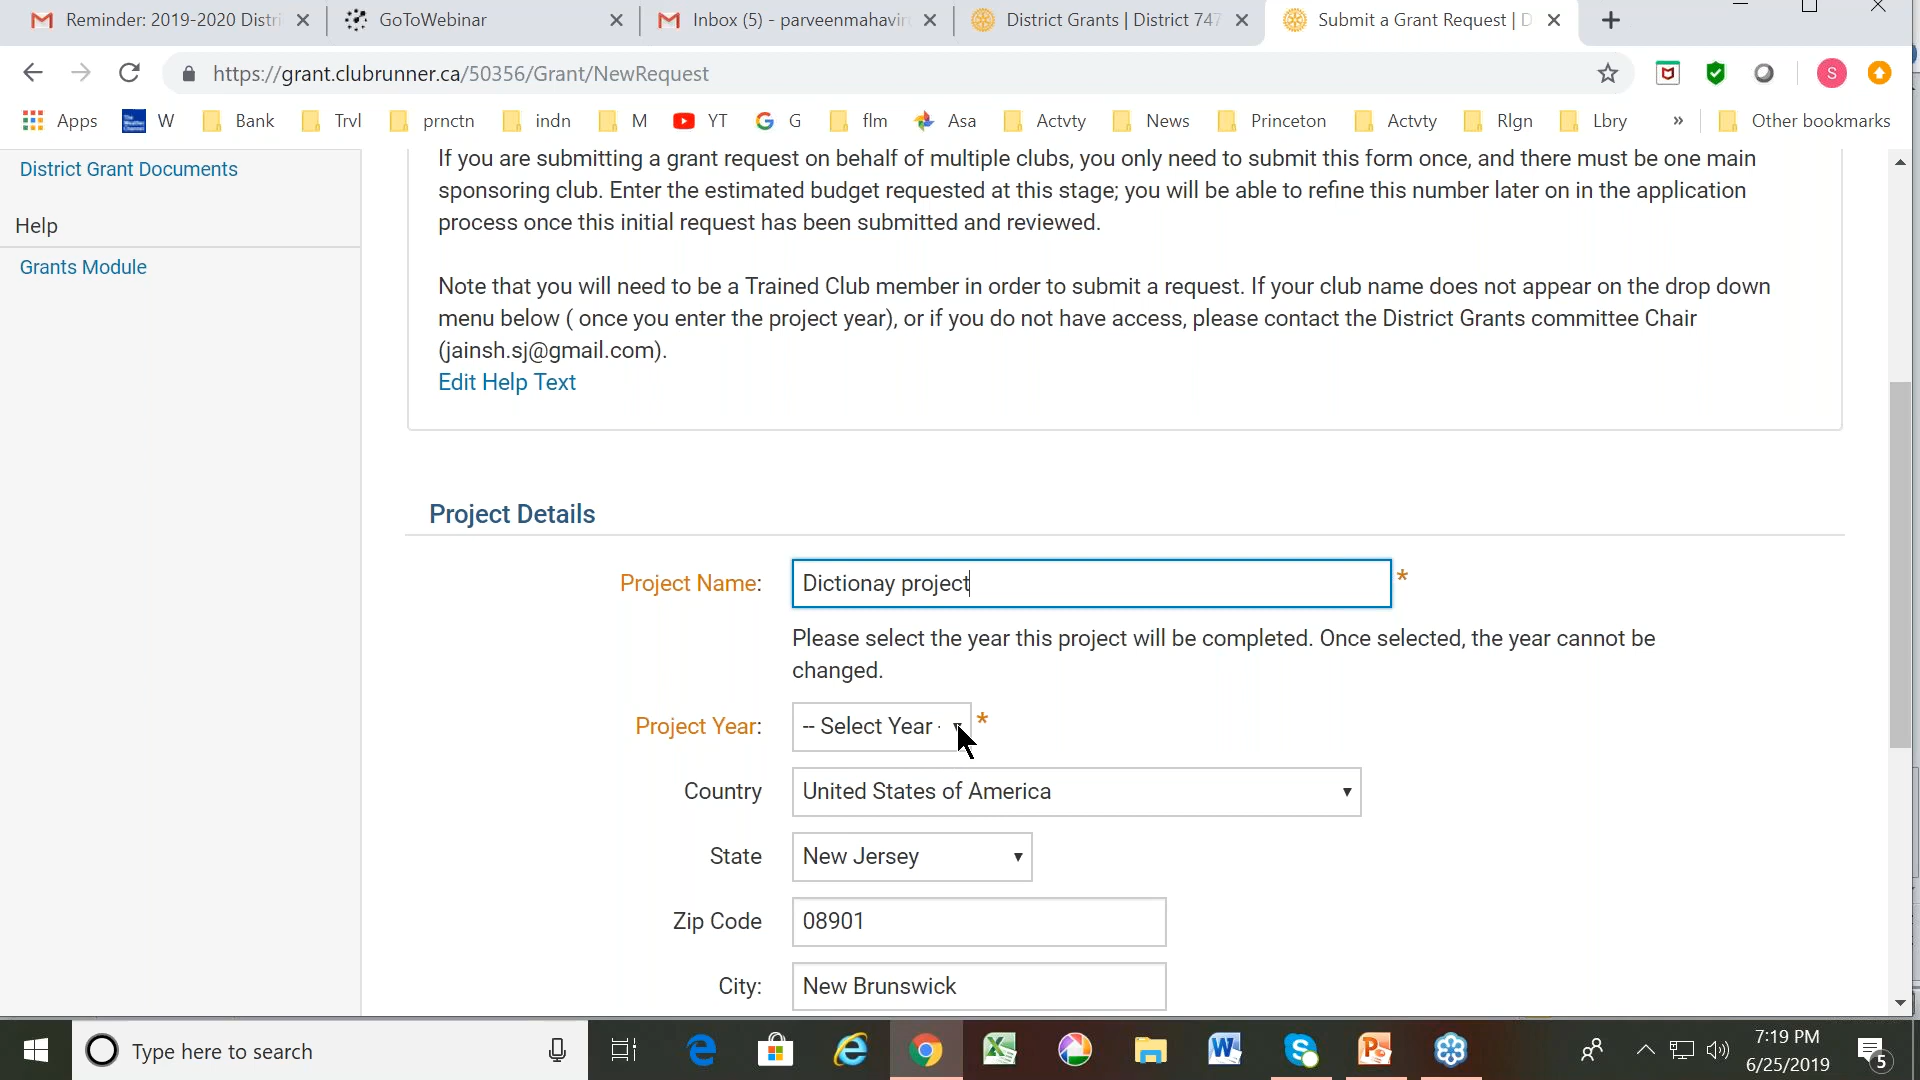 Reminder: 2019-2020 Distri
GoToWebinar
Inbox (5) - parveenmahavir
District Grants | District 747
Submit a Grant Request | D
https://grant.clubrunner.ca/50356/Grant/NewRequest
S
Apps
W
Bank
Trvl
prnctn
indn
M
YT
G
flm
Asa
Actvty
News
Princeton
Actvty
Rlgn
Lbry
»
Other bookmarks
District Grant Documents
Help
Grants Module
If you are submitting a grant request on behalf of multiple clubs, you only need to submit this form once, and there must be one main
sponsoring club. Enter the estimated budget requested at this stage; you will be able to refine this number later on in the application
process once this initial request has been submitted and reviewed.
Note that you will need to be a Trained Club member in order to submit a request. If your club name does not appear on the drop down
menu below ( once you enter the project year), or if you do not have access, please contact the District Grants committee Chair
(jainsh.sj@gmail.com).
Edit Help Text
Project Details
Project Name: Dictionay project *
Please select the year this project will be completed. Once selected, the year cannot be
changed.
Project Year: -- Select Year - *
Country United States of America
State New Jersey
Zip Code 08901
City: New Brunswick
Type here to search
7:19 PM
6/25/2019
5